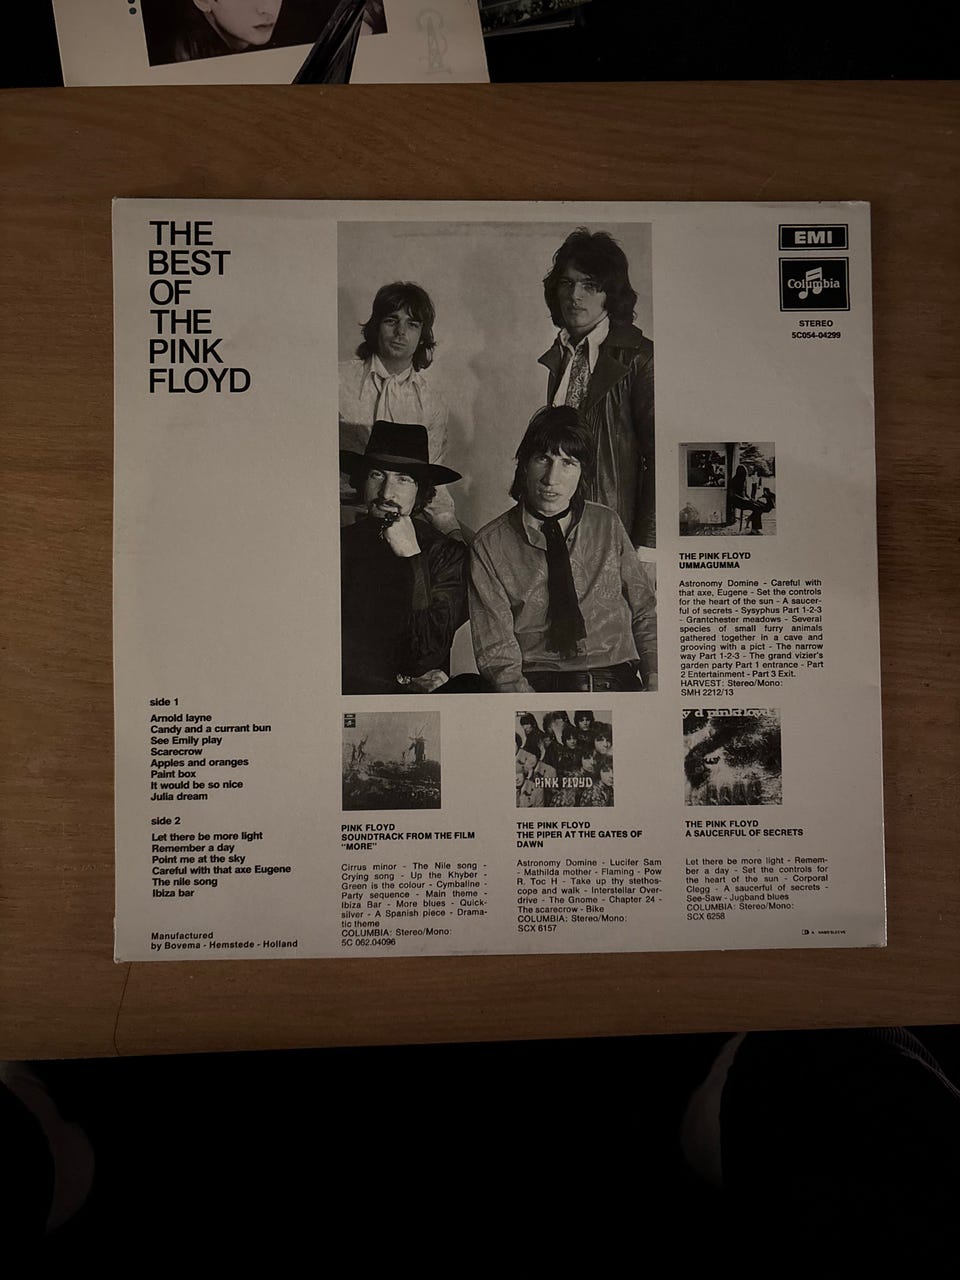 THE
BEST
OF
THE
PINK
FLOYD
EMI
Columbia
STEREO
5C054-04299
THE PINK FLOYD
UMMAGUMMA
Astronomy Domine - Careful with
that axe, Eugene - Set the controls
for the heart of the sun - A saucer-
ful of secrets - Sysyphus Part 1-2-3
- Grantchester meadows - Several
species of small furry animals
gathered together in a cave and
grooving with a pict - The narrow
way Part 1-2-3 - The grand vizier's
garden party Part 1 entrance - Part
2 Entertainment - Part 3 Exit.
HARVEST: Stereo/Mono:
SMH 2212/13
side 1
Arnold layne
Candy and a currant bun
See Emily play
Scarecrow
Apples and oranges
Paint box
It would be so nice
Julia dream
side 2
Let there be more light
Remember a day
Point me at the sky
Careful with that axe Eugene
The nile song
Ibiza bar
Manufactured
by Bovema - Hemstede - Holland
PINK FLOYD
SOUNDTRACK FROM THE FILM
"MORE"
Cirrus minor - The Nile song -
Crying song - Up the Khyber -
Green is the colour - Cymbaline -
Party sequence - Main theme -
Ibiza Bar - More blues - Quick-
silver - A Spanish piece - Drama-
tic theme
COLUMBIA: Stereo/Mono:
5C 062.04096
PINK FLOYD
THE PINK FLOYD
THE PIPER AT THE GATES OF
DAWN
Astronomy Domine - Lucifer Sam
- Mathilda mother - Flaming - Pow
R. Toc H - Take up thy stethos-
cope and walk - Interstellar Over-
drive - The Gnome - Chapter 24 -
The scarecrow - Bike
COLUMBIA: Stereo/Mono:
SCX 6157
pink floyd
THE PINK FLOYD
A SAUCERFUL OF SECRETS
Let there be more light - Remem-
ber a day - Set the controls for
the heart of the sun - Corporal
Clegg - A saucerful of secrets -
See-Saw - Jugband blues
COLUMBIA: Stereo/Mono:
SCX 6258